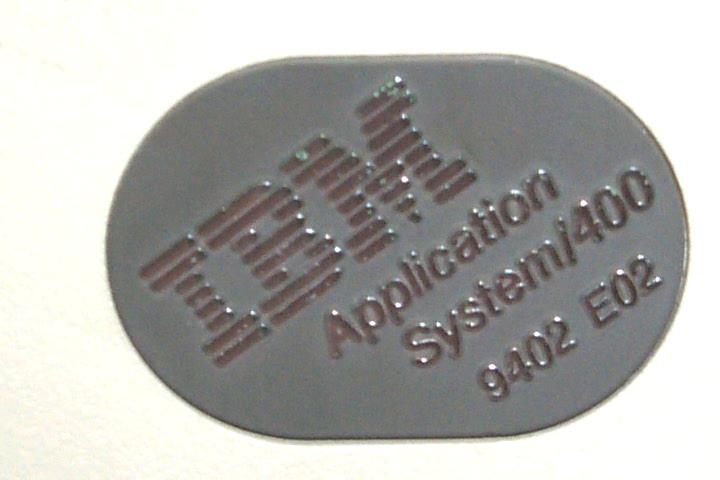 IBM
Application
System/400
9402 E02